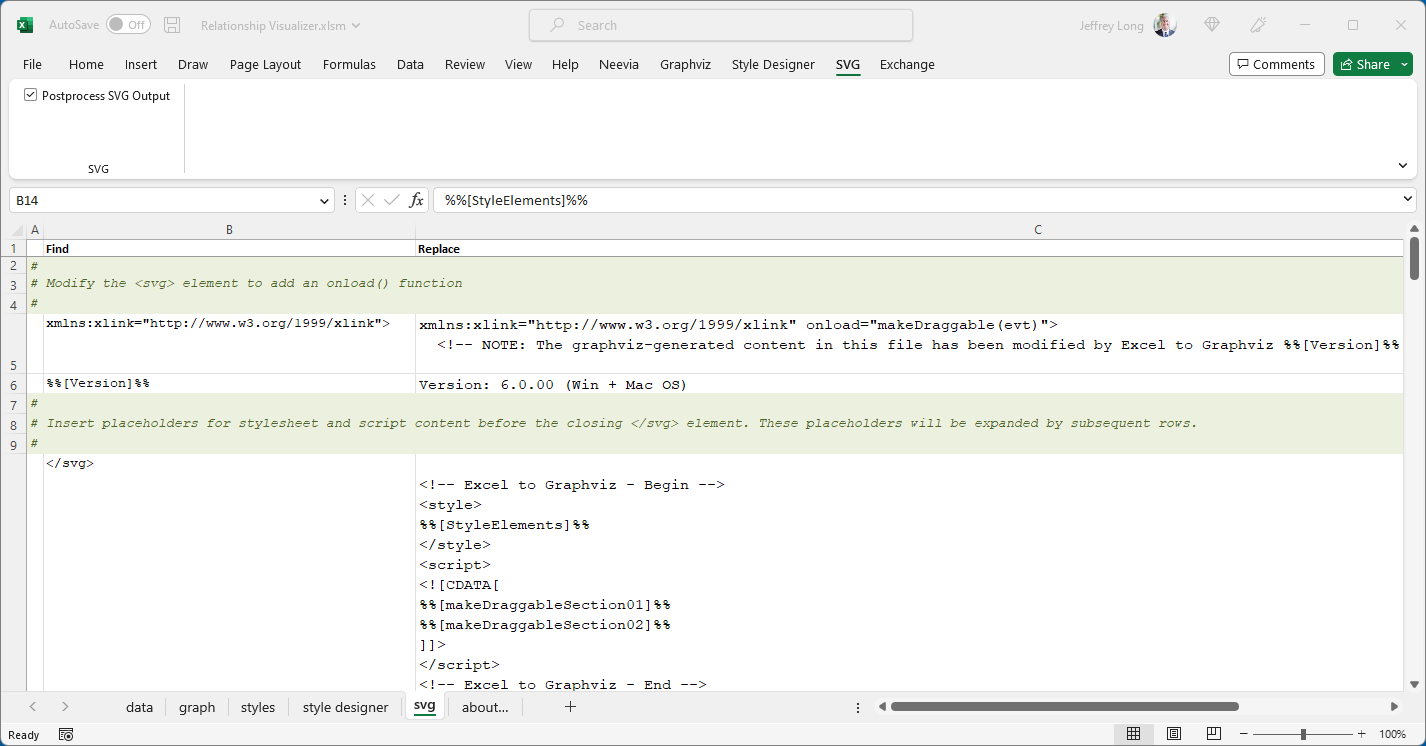 AutoSave Off Relationship Visualizer.xlsm Search Jeffrey Long
File Home Insert Draw Page Layout Formulas Data Review View Help Neevia Graphviz Style Designer SVG Exchange Comments Share
Postprocess SVG Output
SVG
B14 fx %%[StyleElements]%%
A B C
1 Find Replace
2 #
3 # Modify the <svg> element to add an onload() function
4 #
xmlns:xlink="http://www.w3.org/1999/xlink"> xmlns:xlink="http://www.w3.org/1999/xlink" onload="makeDraggable(evt)">
<!-- NOTE: The graphviz-generated content in this file has been modified by Excel to Graphviz %%[Version]%%
5
6 %%[Version]%% Version: 6.0.00 (Win + Mac OS)
7 #
8 # Insert placeholders for stylesheet and script content before the closing </svg> element. These placeholders will be expanded by subsequent rows.
9 #
</svg>
<!-- Excel to Graphviz - Begin -->
<style>
%%[StyleElements]%%
</style>
<script>
<![CDATA[
%%[makeDraggableSection01]%%
%%[makeDraggableSection02]%%
]]>
</script>
<!-- Excel to Graphviz - End -->
data graph styles style designer svg about...
Ready 100%